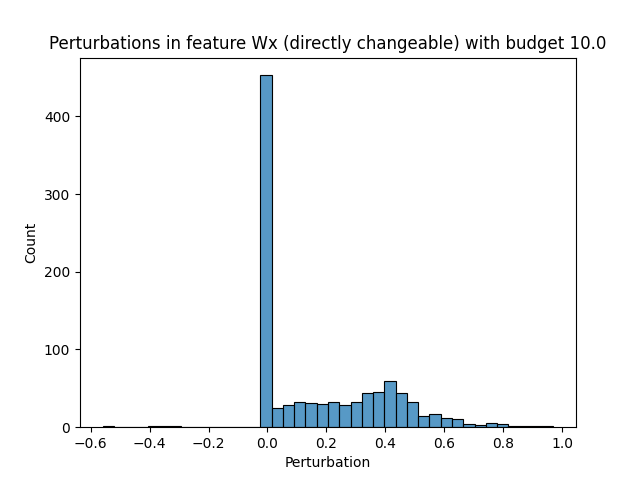 Perturbations in feature Wx (directly changeable) with budget 10.0
400
300
200
100
0
Count
−0.6 −0.4 −0.2 0.0 0.2 0.4 0.6 0.8 1.0
Perturbation